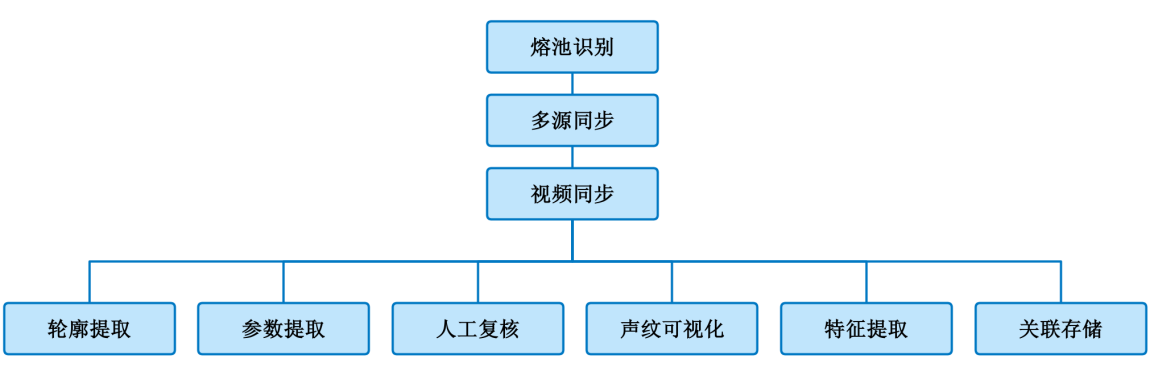 熔池识别
多源同步
视频同步
轮廓提取
参数提取
人工复核
声纹可视化
特征提取
关联存储